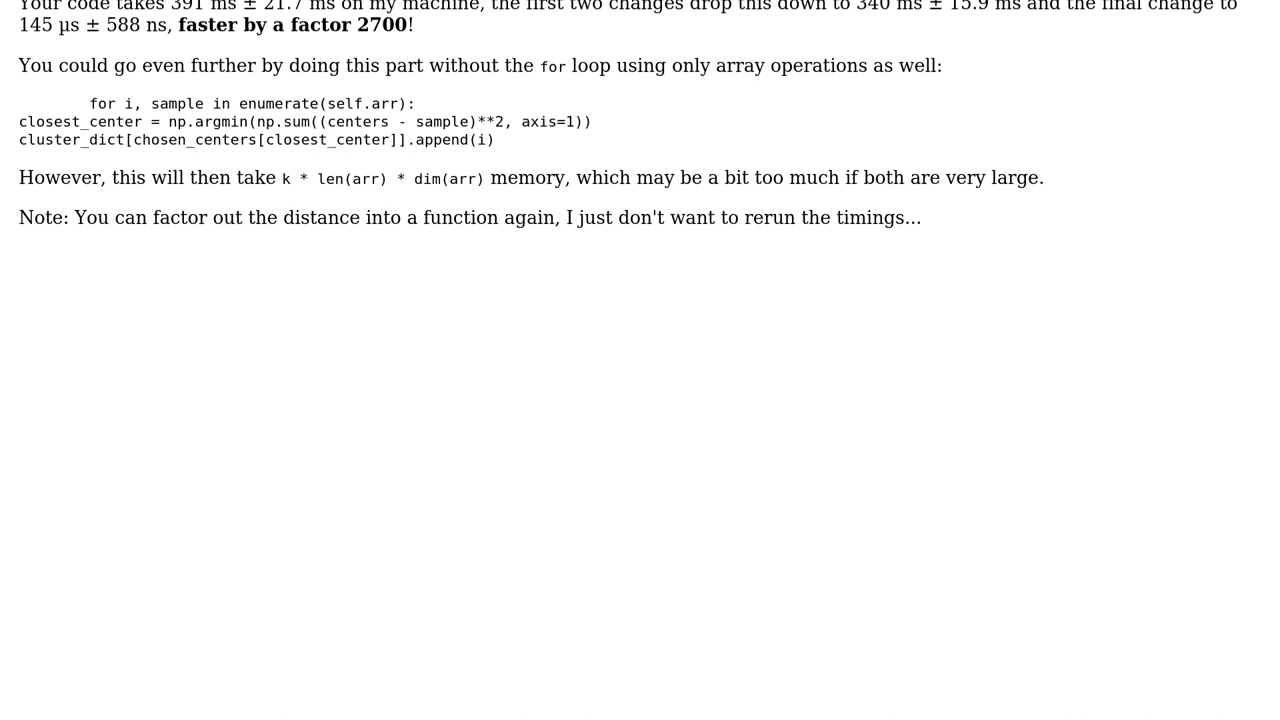 Your code takes 391 ms ± 21.7 ms on my machine, the first two changes drop this down to 340 ms ± 15.9 ms and the final change to
145 µs ± 588 ns, faster by a factor 2700!
You could go even further by doing this part without the for loop using only array operations as well:
for i, sample in enumerate(self.arr):
closest_center = np.argmin(np.sum((centers - sample)**2, axis=1))
cluster_dict[chosen_centers[closest_center]].append(i)
However, this will then take k * len(arr) * dim(arr) memory, which may be a bit too much if both are very large.
Note: You can factor out the distance into a function again, I just don't want to rerun the timings...